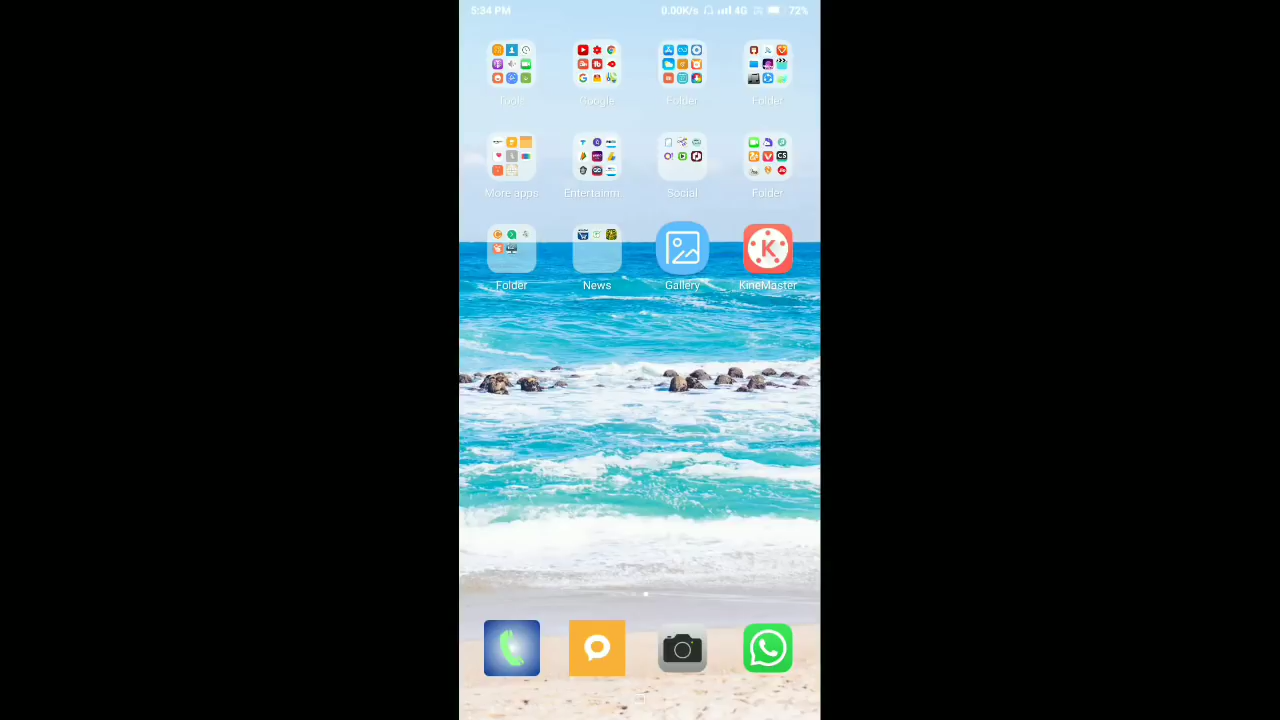 5:34 PM 0.00K/s 4G 72%
Tools Google Folder Folder
More apps Entertainm Social Folder
Folder News Gallery KineMaster